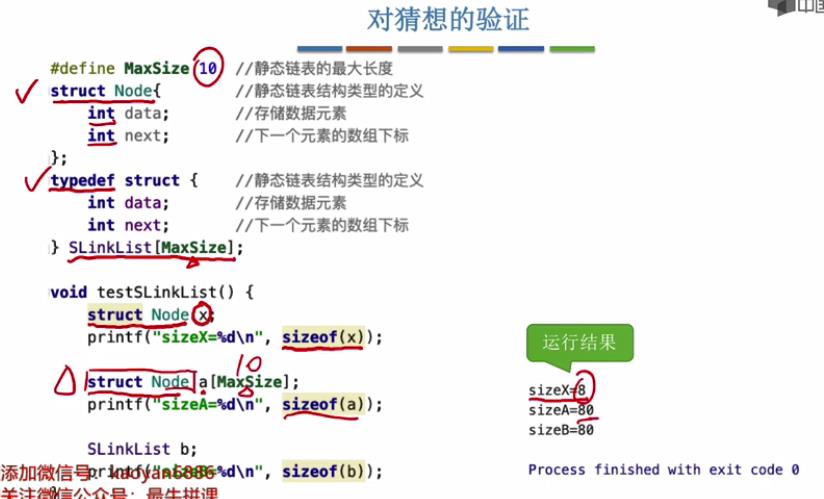 中国
对猜想的验证
#define MaxSize 10 //静态链表的最大长度
struct Node{ //静态链表结构类型的定义
int data; //存储数据元素
int next; //下一个元素的数组下标
};
typedef struct { //静态链表结构类型的定义
int data; //存储数据元素
int next; //下一个元素的数组下标
} SLinkList[MaxSize];
void testSLinkList() {
struct Node x;
printf("sizeX=%d\n", sizeof(x));
10
struct Node a[MaxSize];
printf("sizeA=%d\n", sizeof(a));
SLinkList b;
printf( %d\n", sizeof(b));
添加微信号：kaoyan6886
关注微信公众号：最牛拼课
运行结果
sizeX=8
sizeA=80
sizeB=80
Process finished with exit code 0